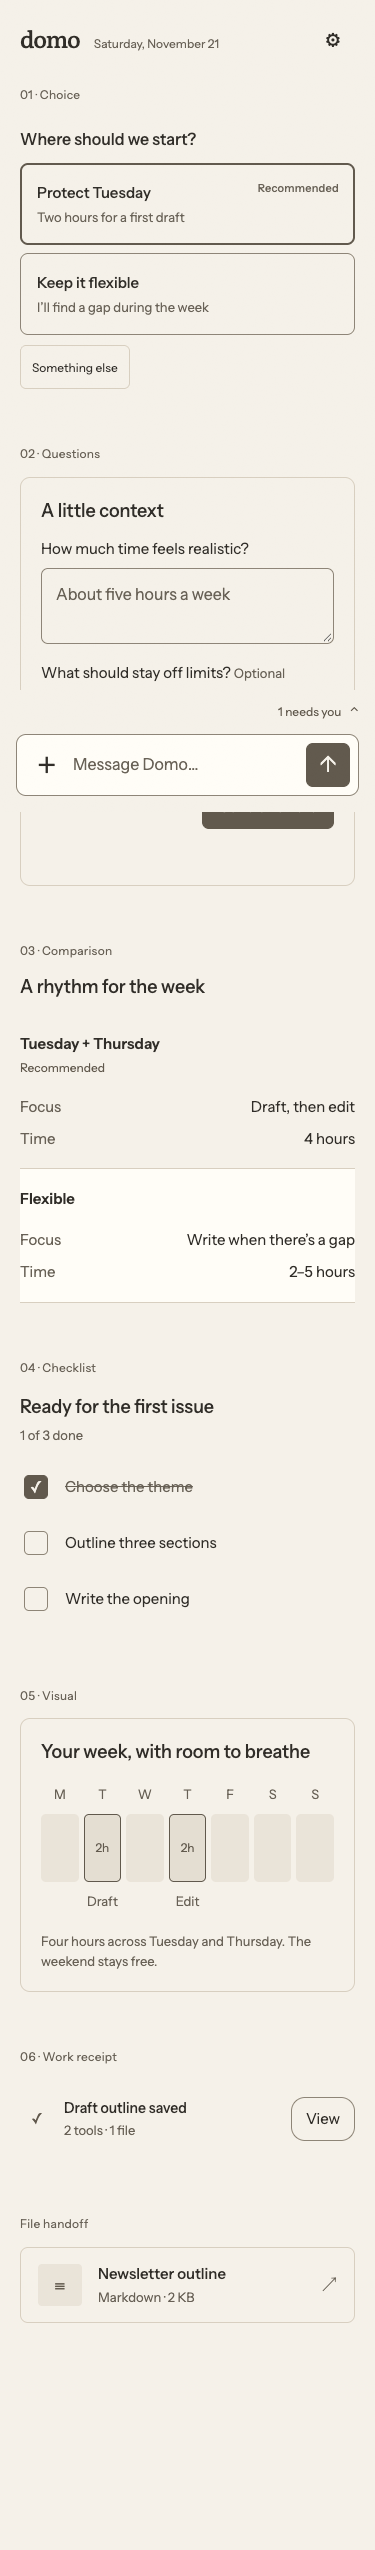 domo Saturday, November 21
01 · Choice
Where should we start?
Protect Tuesday Recommended
Two hours for a first draft
Keep it flexible
I'll find a gap during the week
Something else
02 · Questions
A little context
How much time feels realistic?
About five hours a week
What should stay off limits? Optional
1 needs you
Message Domo…
03 · Comparison
A rhythm for the week
Tuesday + Thursday
Recommended
Focus Draft, then edit
Time 4 hours
Flexible
Focus Write when there's a gap
Time 2–5 hours
04 · Checklist
Ready for the first issue
1 of 3 done
Choose the theme
Outline three sections
Write the opening
05 · Visual
Your week, with room to breathe
M T W T F S S
2h 2h
Draft Edit
Four hours across Tuesday and Thursday. The
weekend stays free.
06 · Work receipt
Draft outline saved
2 tools · 1 file
View
File handoff
Newsletter outline
Markdown · 2 KB